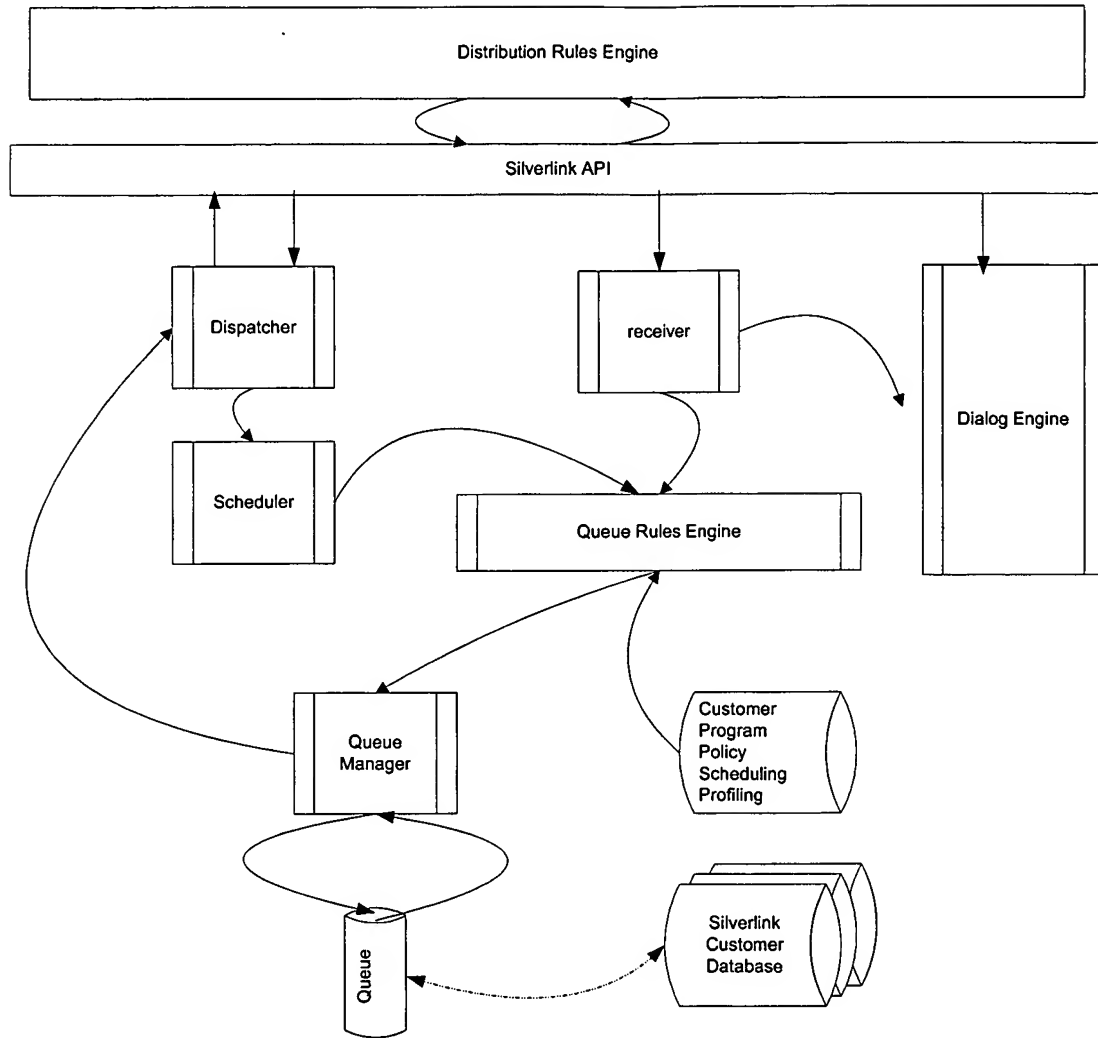 Distribution Rules Engine
Silverlink API
Dispatcher
receiver
Dialog Engine
Scheduler
Queue Rules Engine
Queue
Manager
Customer
Program
Policy
Scheduling
Profiling
Silverlink
Customer
Database
Queue